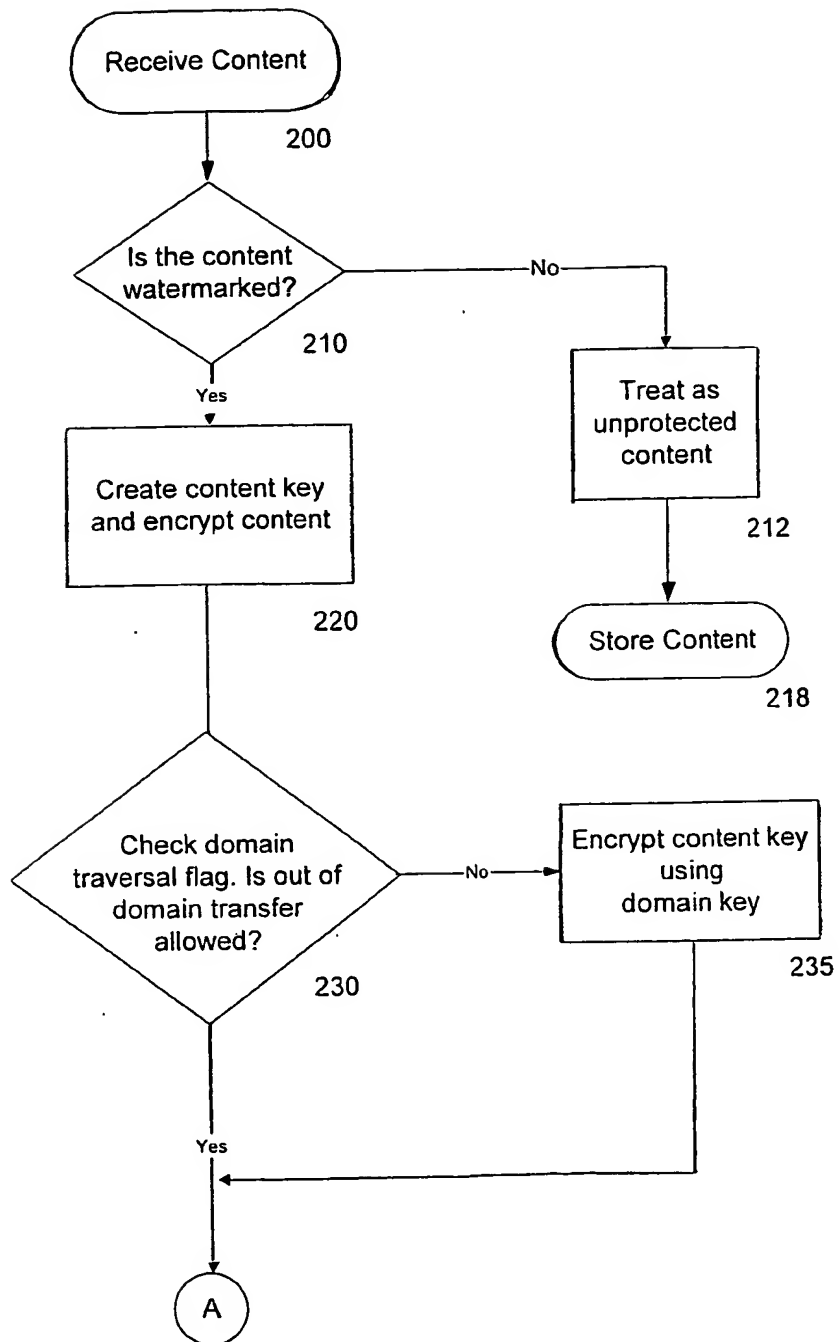 Receive Content
200
Is the content
watermarked?
210
No
Yes
Treat as
unprotected
content
212
Create content key
and encrypt content
220
Store Content
218
Check domain
traversal flag. Is out of
domain transfer
allowed?
230
No
Encrypt content key
using
domain key
235
Yes
A